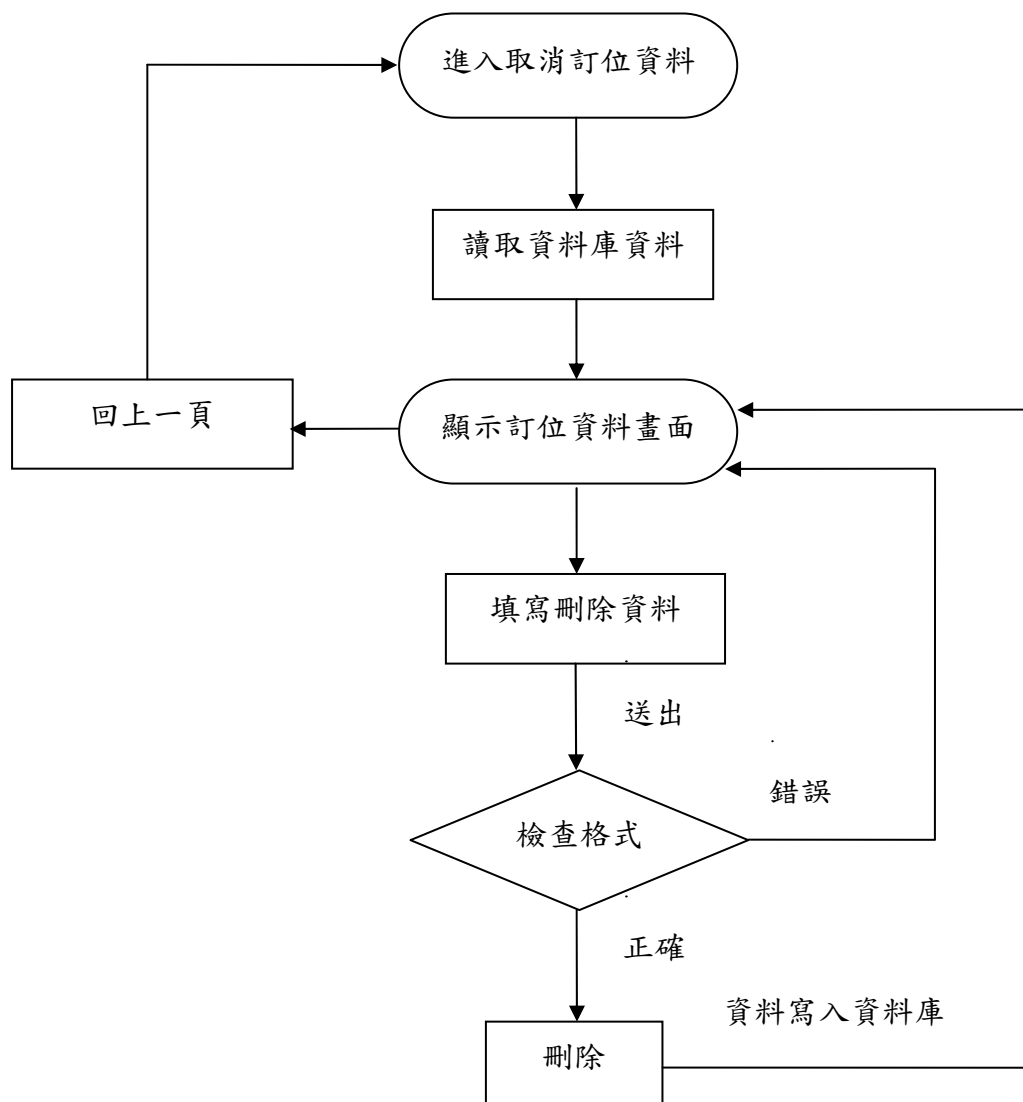 進入取消訂位資料
讀取資料庫資料
回上一頁
顯示訂位資料畫面
填寫刪除資料
送出
錯誤
檢查格式
正確
資料寫入資料庫
刪除